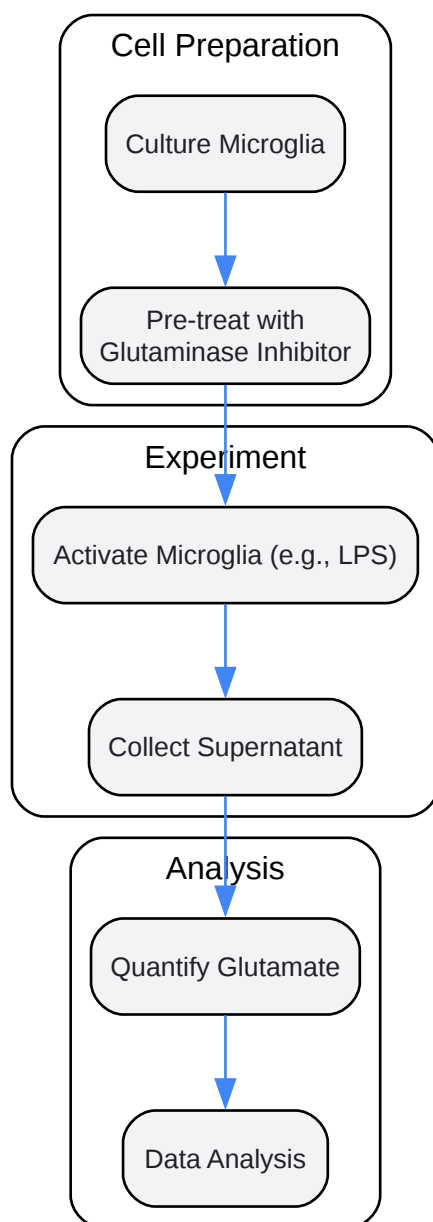 Cell Preparation
Culture Microglia
Pre-treat with
Glutaminase Inhibitor
Experiment
Activate Microglia (e.g., LPS)
Collect Supernatant
Analysis
Quantify Glutamate
Data Analysis